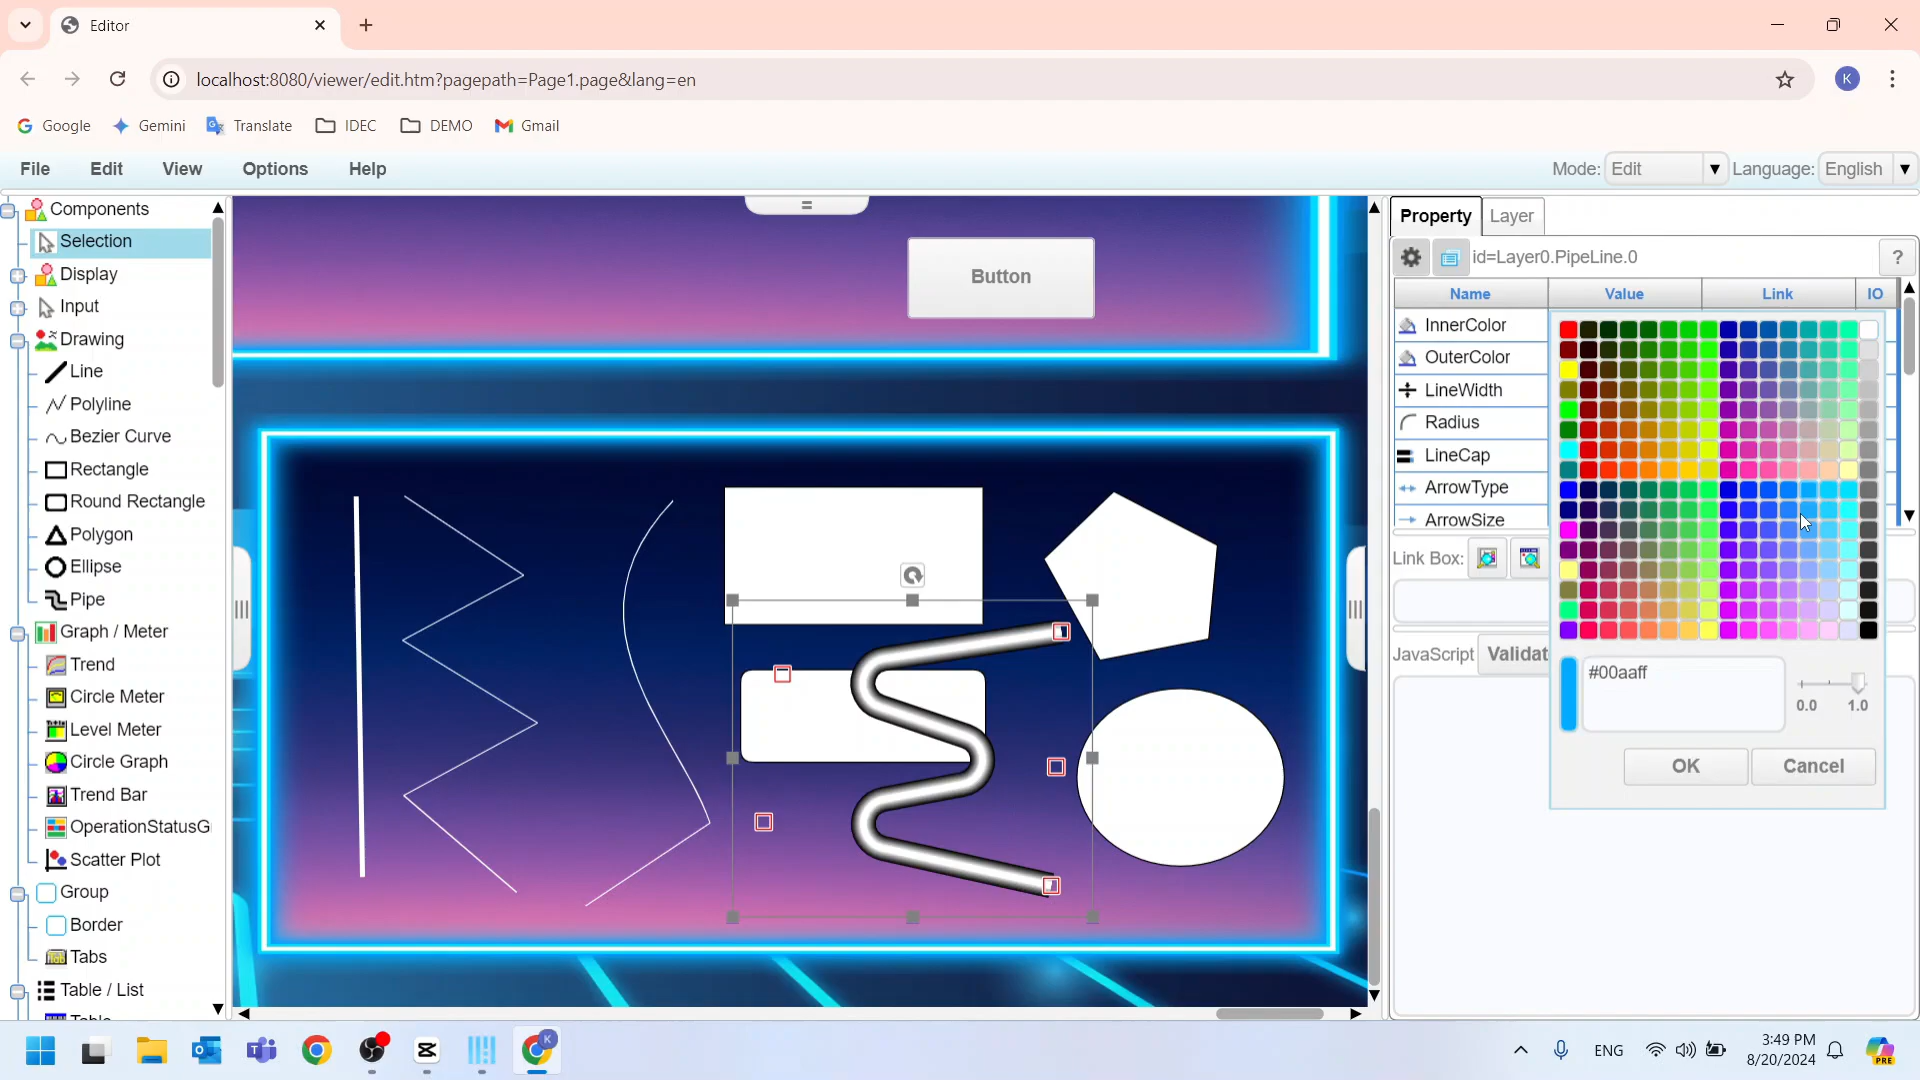 Editor
localhost:8080/viewer/edit.htm?pagepath=Page1.page&lang=en
K
Google
Gemini
Translate
IDEC
DEMO
Gmail
File
Edit
View
Options
Help
Mode:
Edit
Language:
English
Components
Selection
Display
Input
Drawing
Line
Polyline
Bezier Curve
Rectangle
Round Rectangle
Polygon
Ellipse
Pipe
Graph / Meter
Trend
Circle Meter
Level Meter
Circle Graph
Trend Bar
OperationStatusG
Scatter Plot
Group
Border
Tabs
Table / List
Button
Property
Layer
id=Layer0.PipeLine.0
?
Name
Value
Link
IO
InnerColor
OuterColor
LineWidth
Radius
LineCap
ArrowType
ArrowSize
Link Box:
JavaScript
Validat
#00aaff
0.0
1.0
OK
Cancel
K
ENG
3:49 PM
8/20/2024
PRE